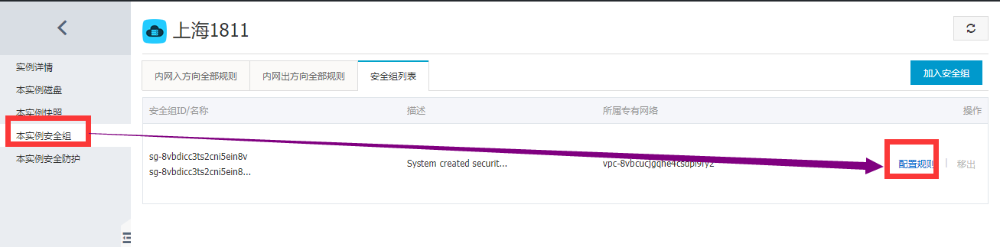 上海1811
实例详情
本实例磁盘
本实例快照
本实例安全组
本实例安全防护
内网入方向全部规则 内网出方向全部规则 安全组列表
加入安全组
安全组ID/名称 描述 所属专有网络 操作
sg-8vbdicc3ts2cni5ein8v
sg-8vbdicc3ts2cni5ein8...
System created securit...
配置规则 | 移出